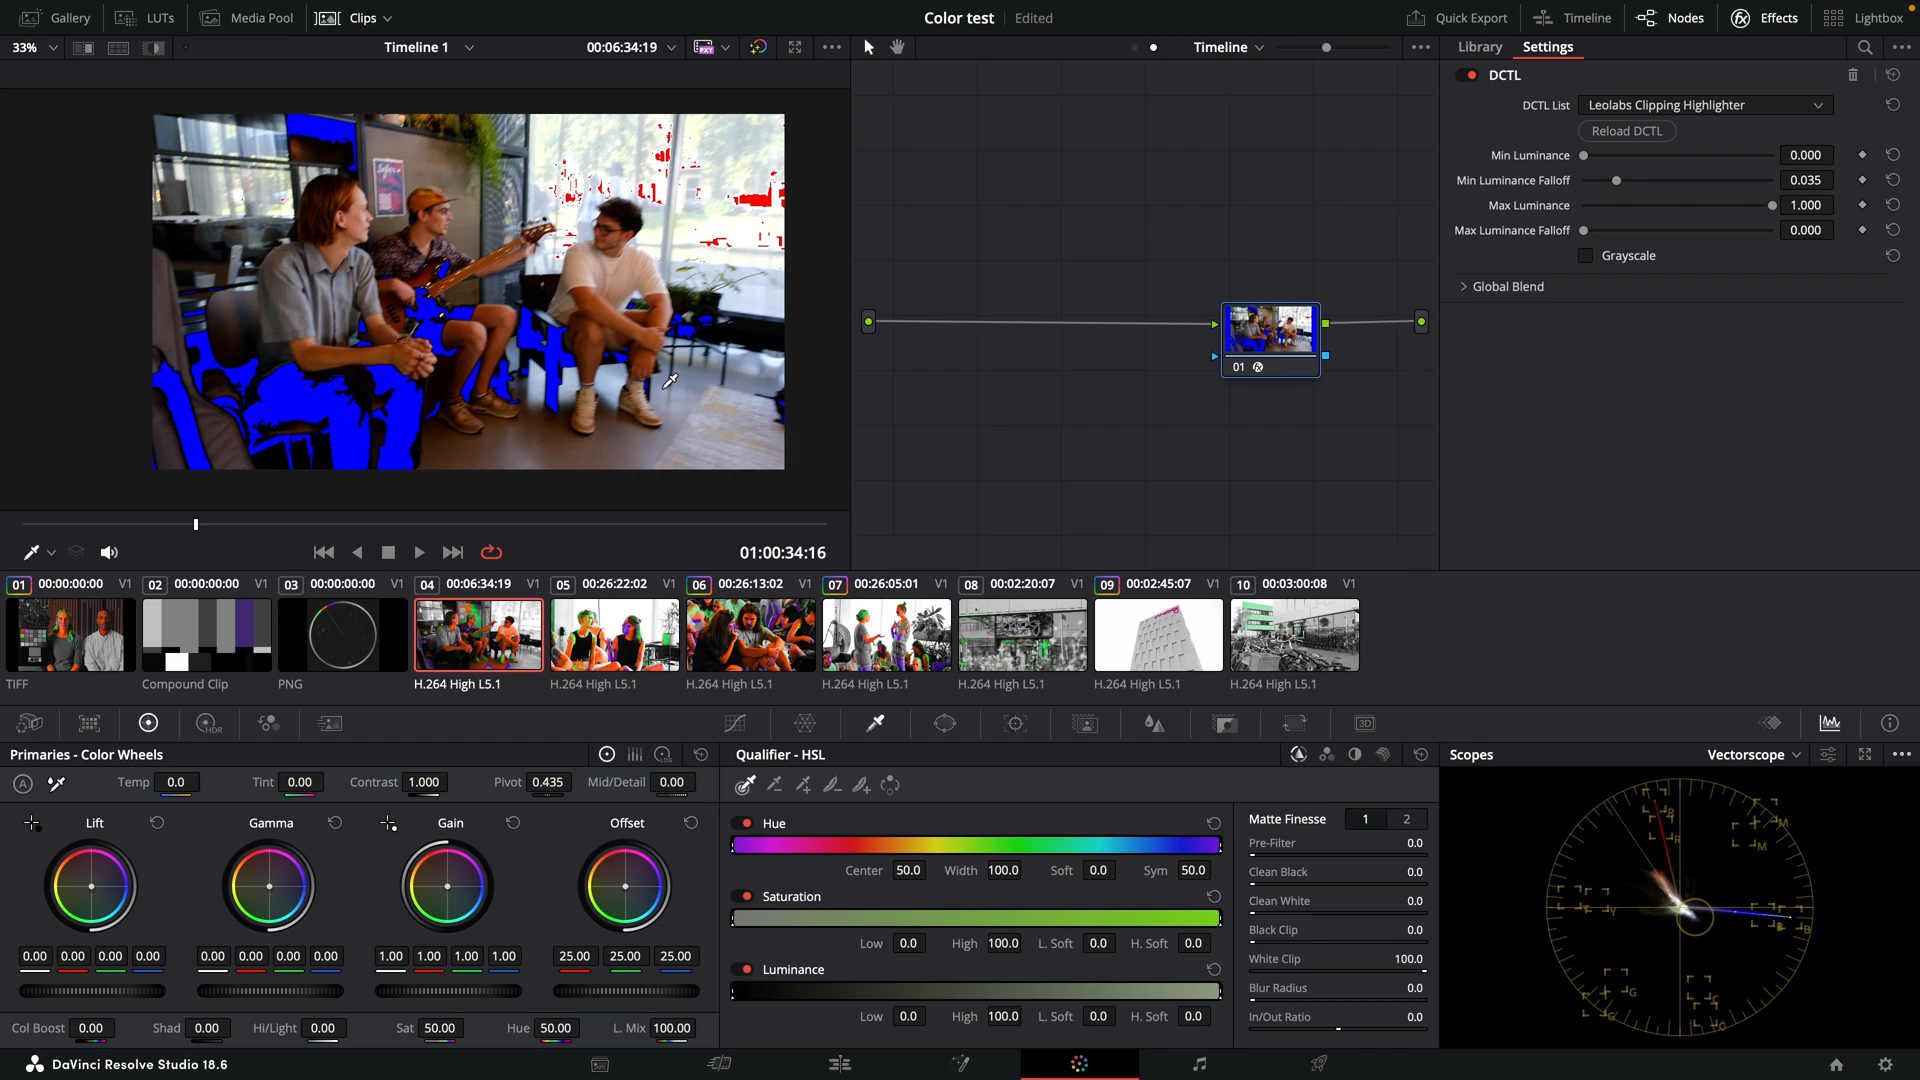 Gallery LUTs Media Pool Clips Color test Edited Quick Export Timeline Nodes Effects Lightbox
33% Timeline 1 00:06:34:19 PXY Timeline Library Settings
DCTL
DCTL List Leolabs Clipping Highlighter
Reload DCTL
Min Luminance 0.000
Min Luminance Falloff 0.035
Max Luminance 1.000
Max Luminance Falloff 0.000
Grayscale
Global Blend
01
01:00:34:16
01 00:00:00:00 V1 02 00:00:00:00 V1 03 00:00:00:00 V1 04 00:06:34:19 V1 05 00:26:22:02 V1 06 00:26:13:02 V1 07 00:26:05:01 V1 08 00:02:20:07 V1 09 00:02:45:07 V1 10 00:03:00:08 V1
TIFF Compound Clip PNG H.264 High L5.1 H.264 High L5.1 H.264 High L5.1 H.264 High L5.1 H.264 High L5.1 H.264 High L5.1 H.264 High L5.1
HDR 3D
Primaries - Color Wheels LOG Qualifier - HSL Scopes Vectorscope
A Temp 0.0 Tint 0.00 Contrast 1.000 Pivot 0.435 Mid/Detail 0.00
Lift Gamma Gain Offset
0.00 0.00 0.00 0.00 0.00 0.00 0.00 0.00 1.00 1.00 1.00 1.00 25.00 25.00 25.00
Col Boost 0.00 Shad 0.00 Hi/Light 0.00 Sat 50.00 Hue 50.00 L. Mix 100.00
Hue
Center 50.0 Width 100.0 Soft 0.0 Sym 50.0
Saturation
Low 0.0 High 100.0 L. Soft 0.0 H. Soft 0.0
Luminance
Low 0.0 High 100.0 L. Soft 0.0 H. Soft 0.0
Matte Finesse 1 2
Pre-Filter 0.0
Clean Black 0.0
Clean White 0.0
Black Clip 0.0
White Clip 100.0
Blur Radius 0.0
In/Out Ratio 0.0
R M
R M
Y Y
B B
G C
G C
DaVinci Resolve Studio 18.6